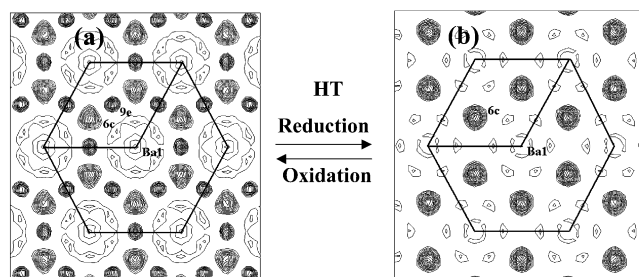 (a)
9e
6c
Ba1
HT
Reduction
Oxidation
(b)
6c
Ba1